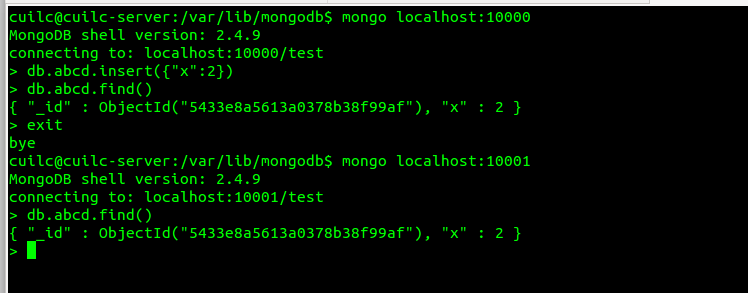 cuilc@cuilc-server:/var/lib/mongodb$ mongo localhost:10000
MongoDB shell version: 2.4.9
connecting to: localhost:10000/test
> db.abcd.insert({"x":2})
> db.abcd.find()
{ "_id" : ObjectId("5433e8a5613a0378b38f99af"), "x" : 2 }
> exit
bye
cuilc@cuilc-server:/var/lib/mongodb$ mongo localhost:10001
MongoDB shell version: 2.4.9
connecting to: localhost:10001/test
> db.abcd.find()
{ "_id" : ObjectId("5433e8a5613a0378b38f99af"), "x" : 2 }
>